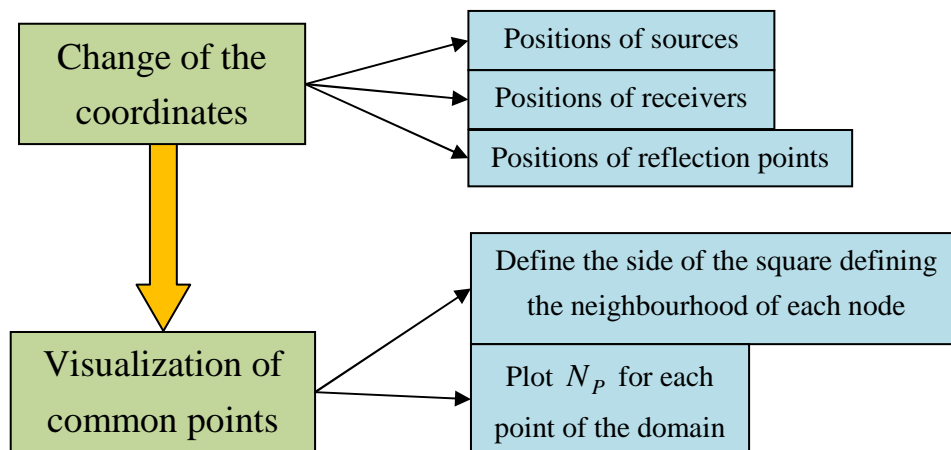 Change of the
coordinates
Positions of sources
Positions of receivers
Positions of reflection points
Visualization of
common points
Define the side of the square defining
the neighbourhood of each node
Plot N_P for each
point of the domain